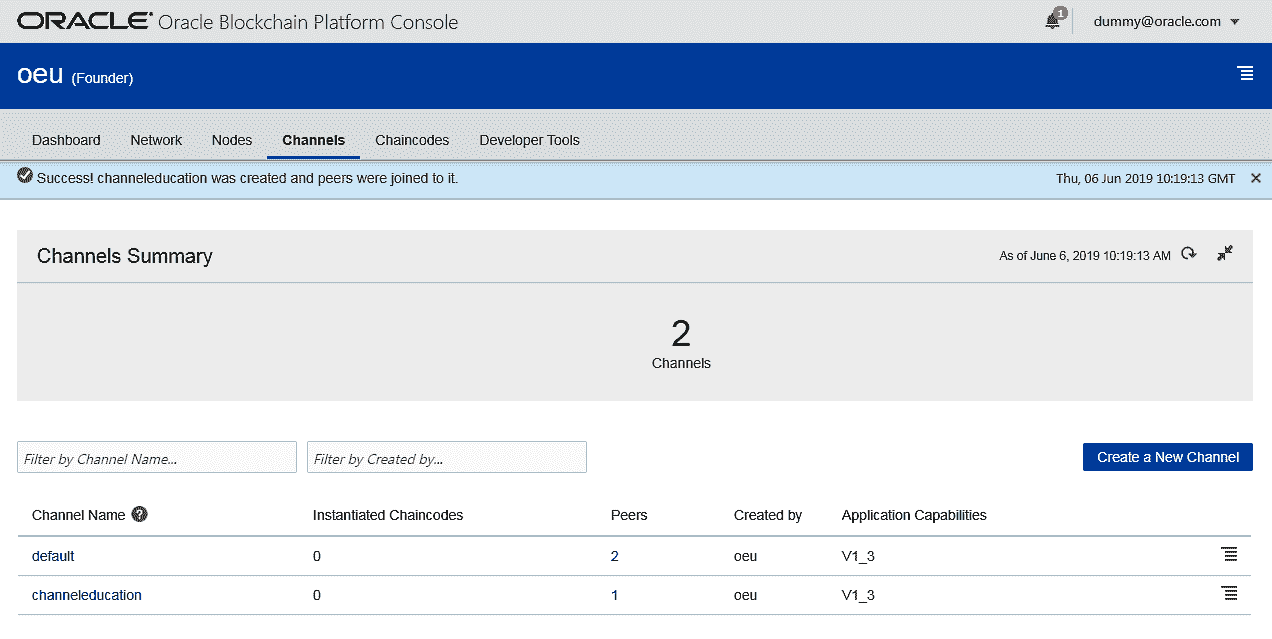 ORACLE Oracle Blockchain Platform Console 1 dummy@oracle.com
oeu (Founder)
Dashboard Network Nodes Channels Chaincodes Developer Tools
Success! channeleducation was created and peers were joined to it. Thu, 06 Jun 2019 10:19:13 GMT
Channels Summary As of June 6, 2019 10:19:13 AM
2
Channels
Filter by Channel Name... Filter by Created by... Create a New Channel
Channel Name ? Instantiated Chaincodes Peers Created by Application Capabilities
default 0 2 oeu V1_3
channeleducation 0 1 oeu V1_3